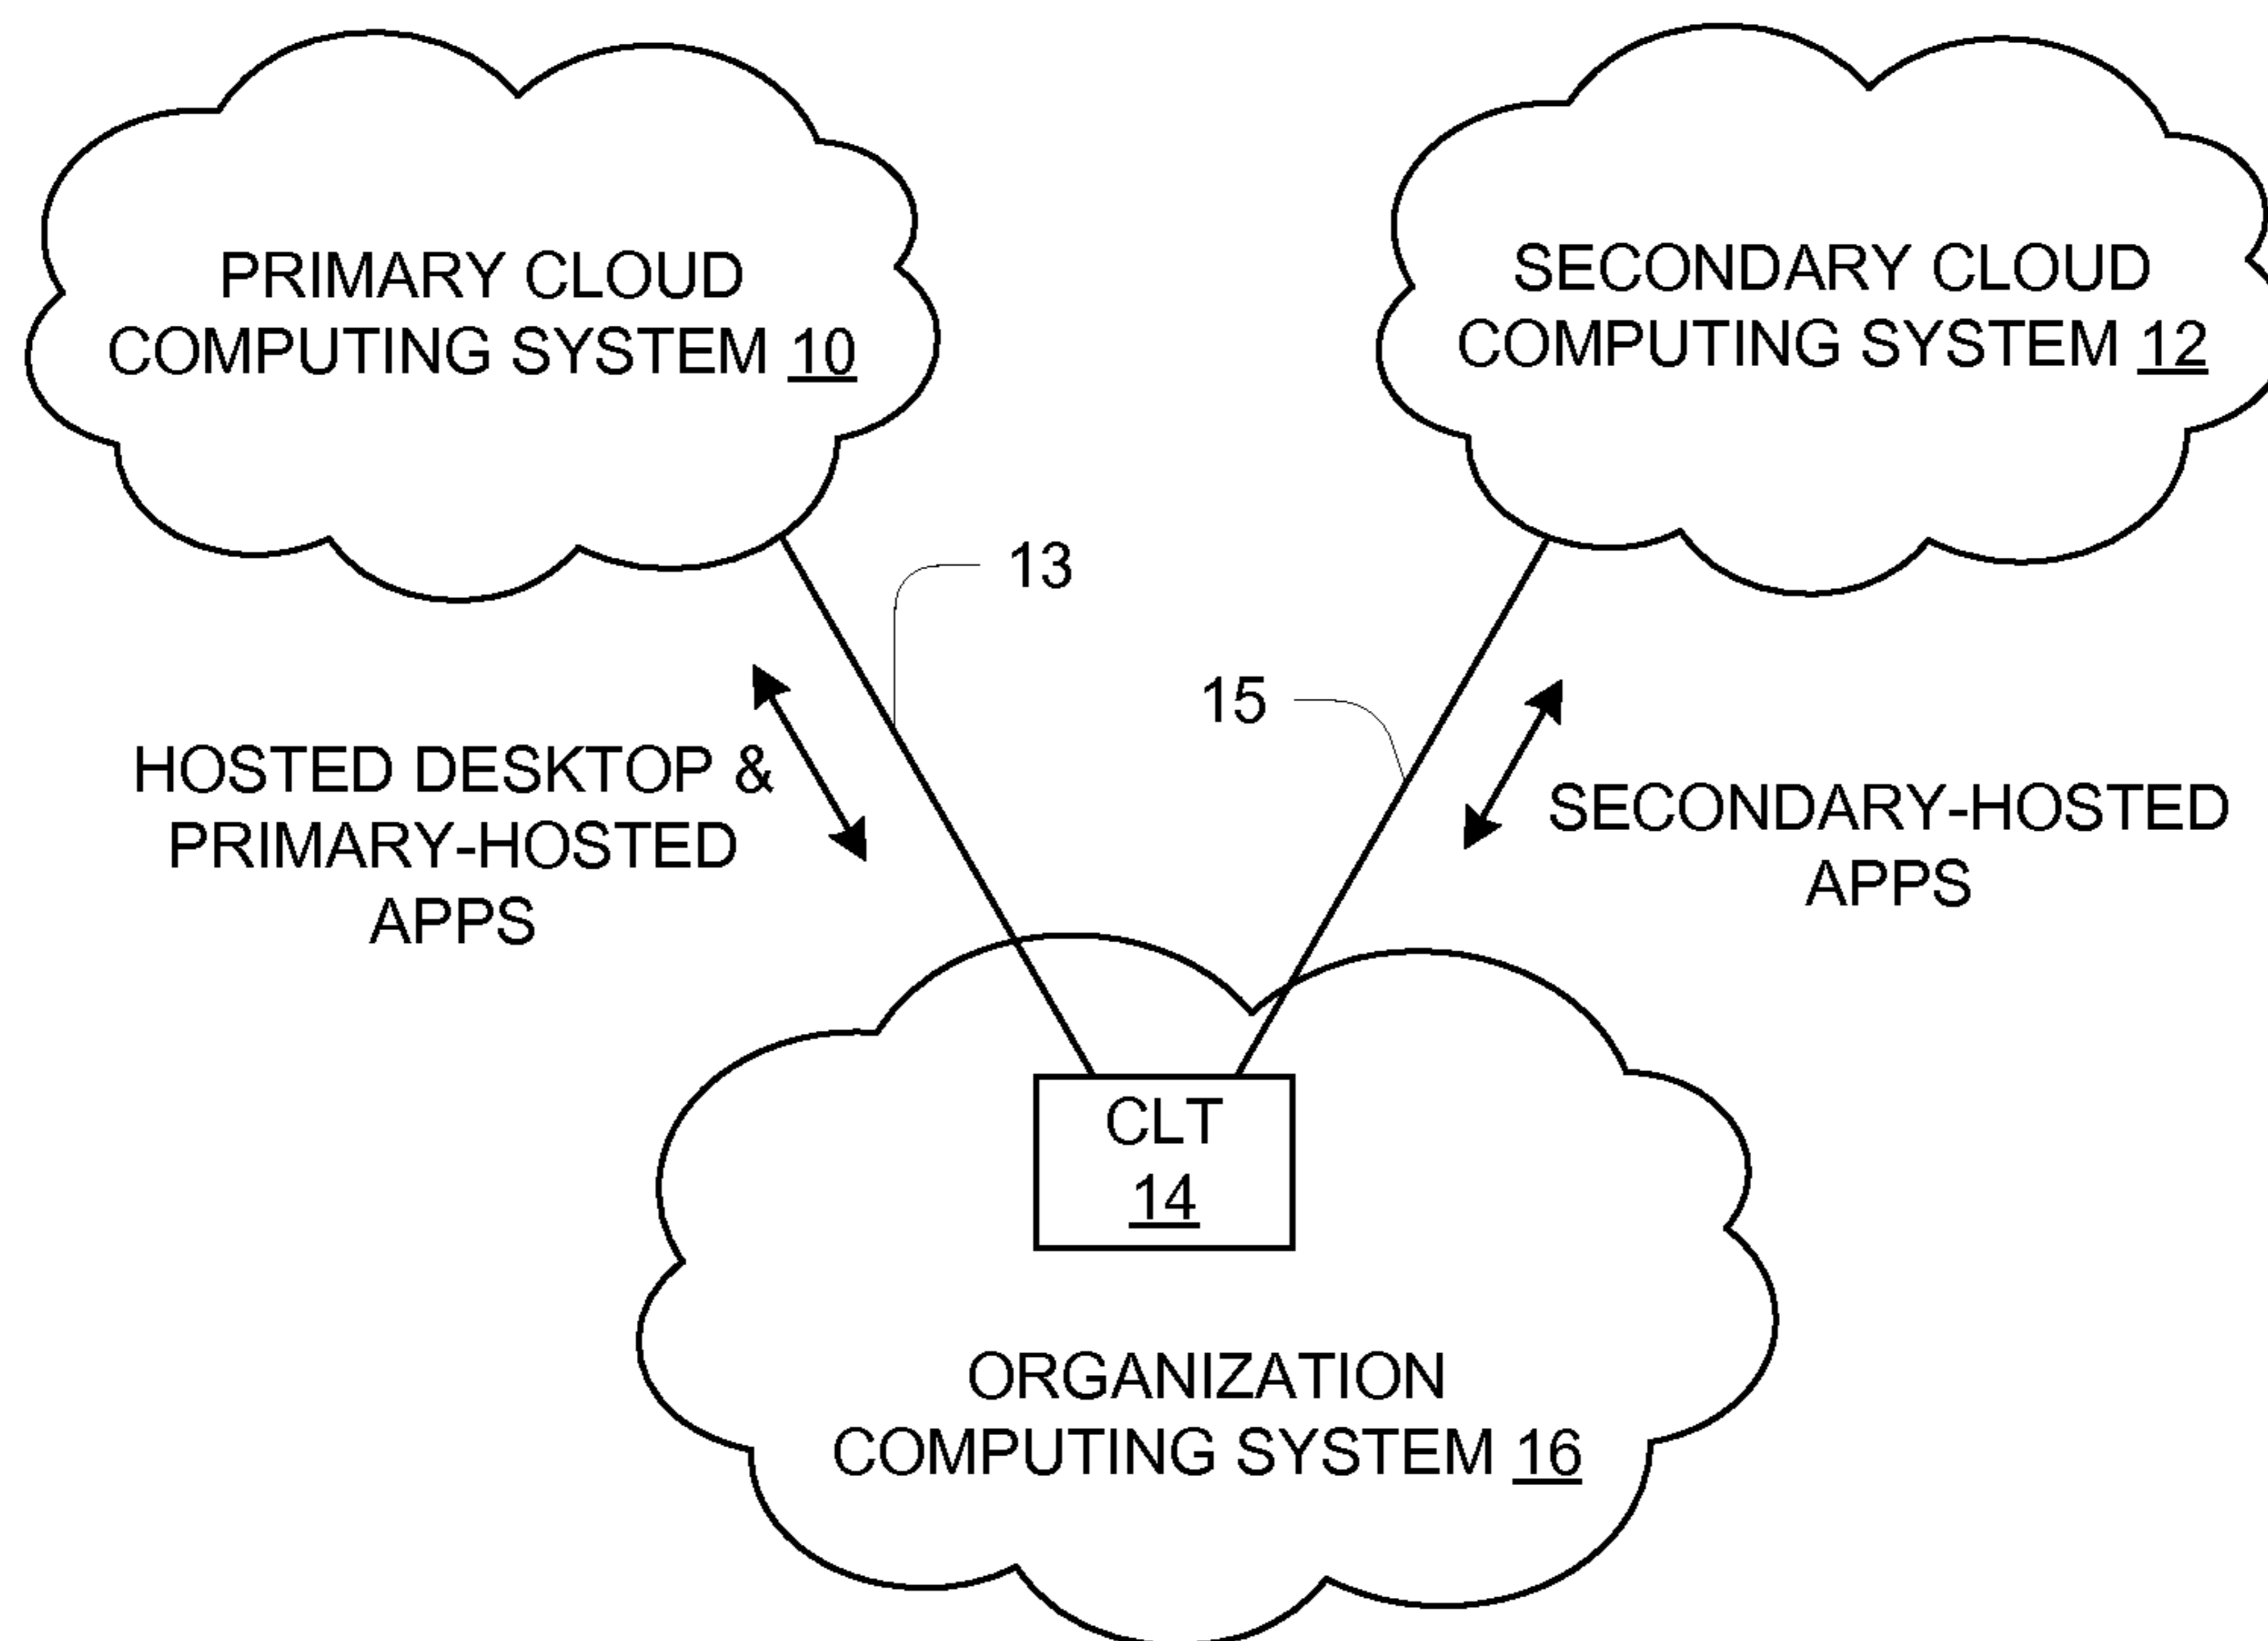 PRIMARY CLOUD
COMPUTING SYSTEM 10
SECONDARY CLOUD
COMPUTING SYSTEM 12
13
15
HOSTED DESKTOP &
PRIMARY-HOSTED
APPS
SECONDARY-HOSTED
APPS
CLT
14
ORGANIZATION
COMPUTING SYSTEM 16